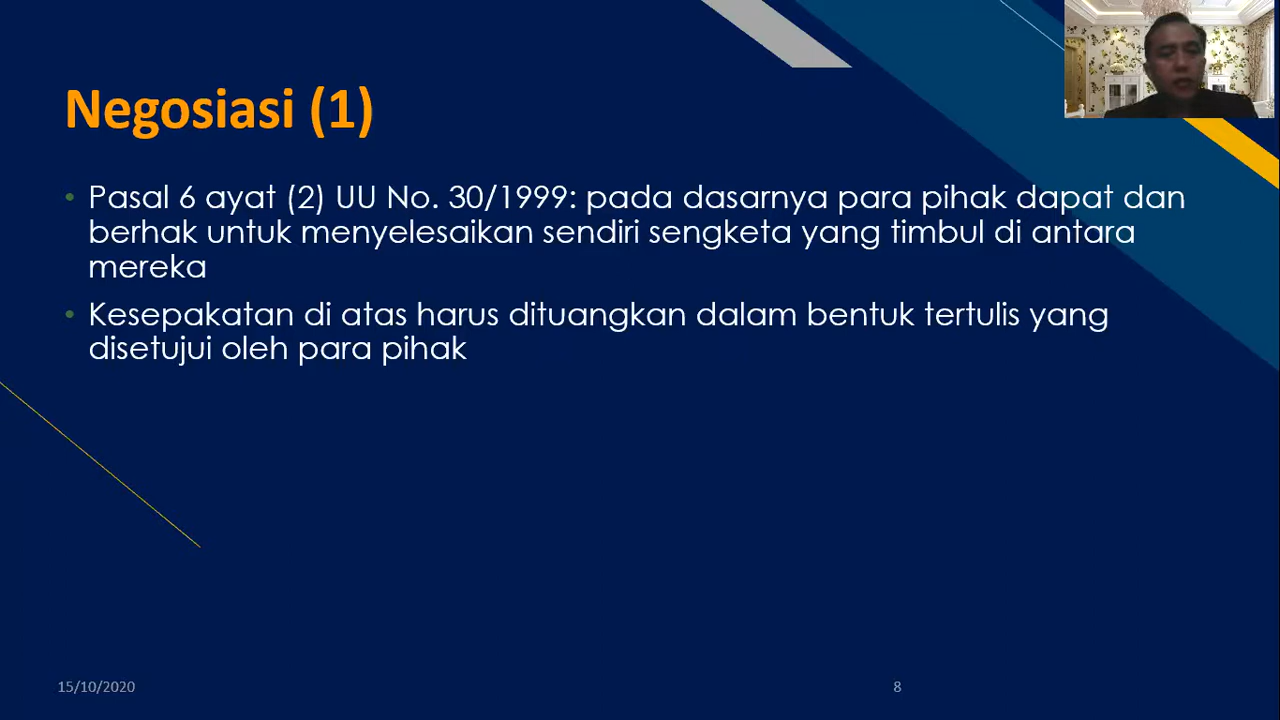 Negosiasi (1)
• Pasal 6 ayat (2) UU No. 30/1999: pada dasarnya para pihak dapat dan
berhak untuk menyelesaikan sendiri sengketa yang timbul di antara
mereka
• Kesepakatan di atas harus dituangkan dalam bentuk tertulis yang
disetujui oleh para pihak
15/10/2020
8